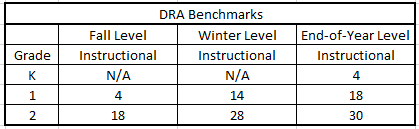 DRA Benchmarks
Fall Level Winter Level End-of-Year Level
Grade Instructional Instructional Instructional
K N/A N/A 4
1 4 14 18
2 18 28 30